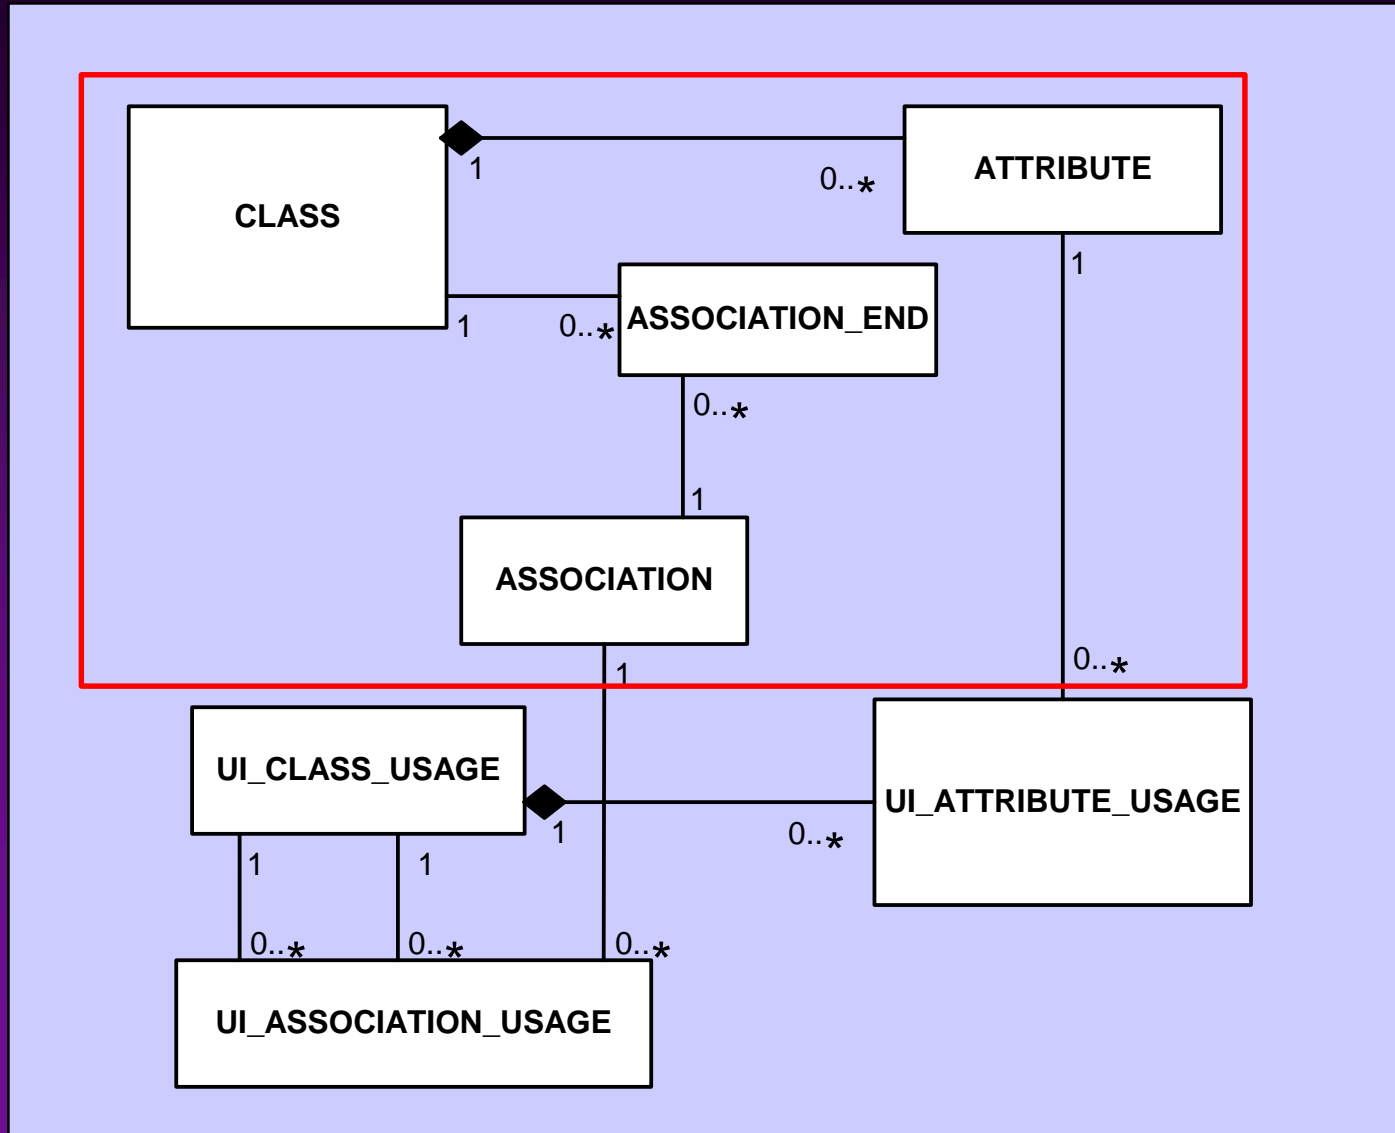 CLASS
1
0..*
ATTRIBUTE
1
0..*
ASSOCIATION_END
1
0..*
1
ASSOCIATION
1
0..*
UI_CLASS_USAGE
1
0..*
UI_ATTRIBUTE_USAGE
1
1
0..*
0..*
0..*
UI_ASSOCIATION_USAGE